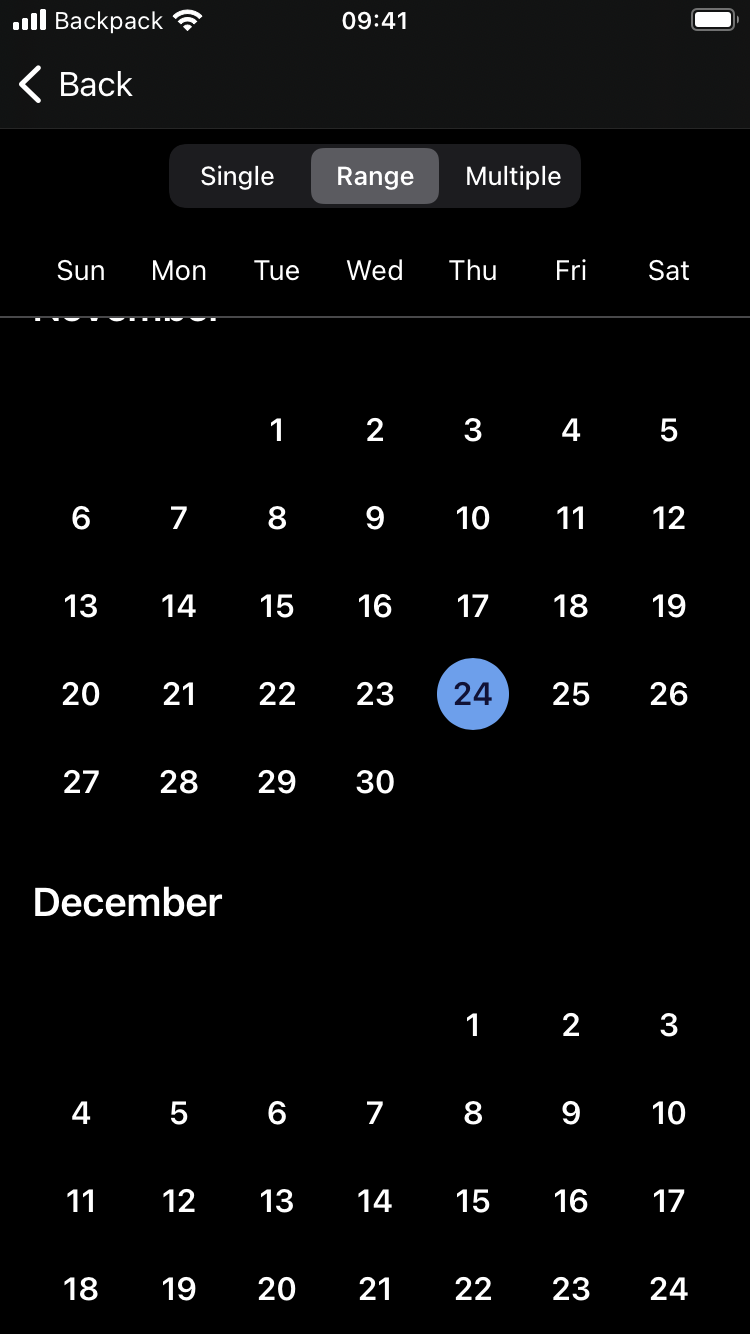 Backpack 09:41
Back
Single Range Multiple
Sun Mon Tue Wed Thu Fri Sat
November
1 2 3 4 5
6 7 8 9 10 11 12
13 14 15 16 17 18 19
20 21 22 23 24 25 26
27 28 29 30
December
1 2 3
4 5 6 7 8 9 10
11 12 13 14 15 16 17
18 19 20 21 22 23 24